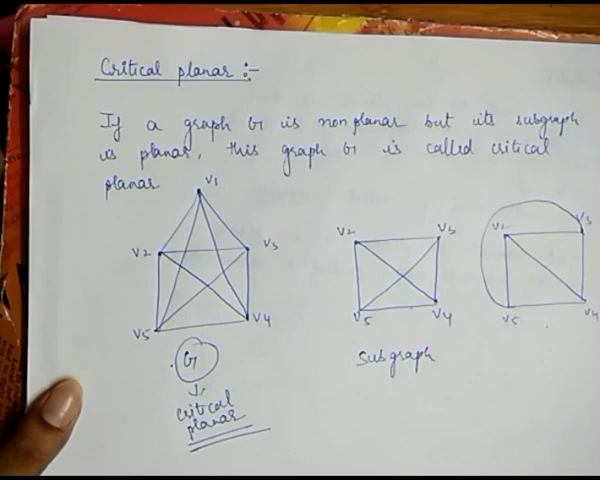 Critical planar :-
If a graph G is non planar but its subgraph
is planar, this graph G is called critical
planar
V1
V2 V3
V5 V4
G
critical
planar
V2 V3
V5 V4
Subgraph
V2 V3
V5 V4